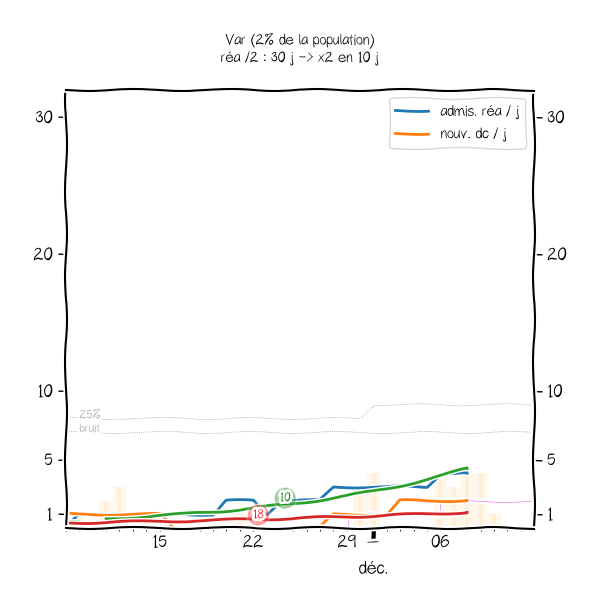 Var (2% de la population)
réa /2 : 30 j -> x2 en 10 j
admis. réa / j
nouv. dc / j
30
30
20
20
10
10
25%
bruit
5
5
10
18
1
1
15
22
29
06
déc.